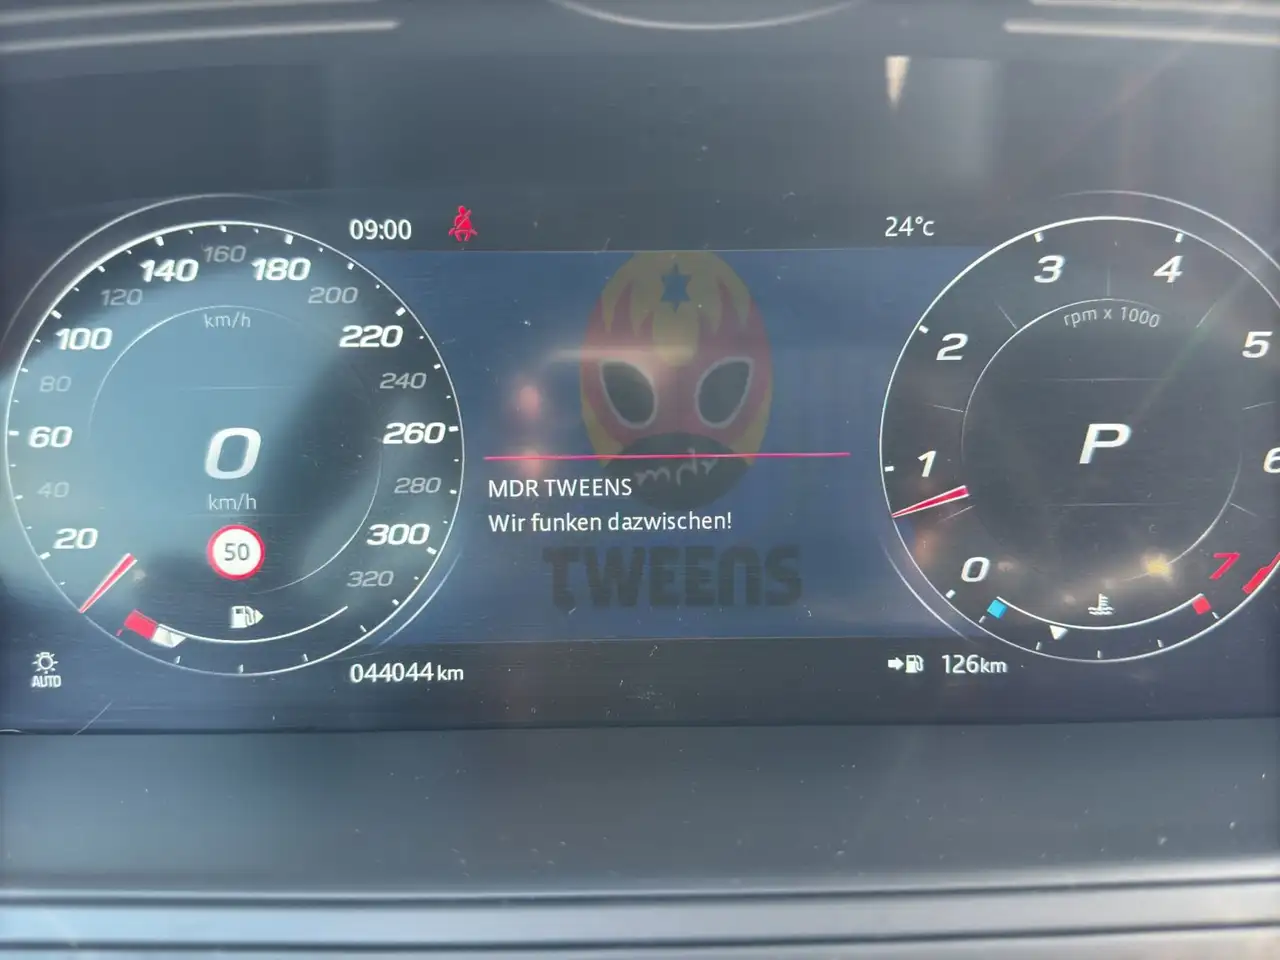 09:00
24°c
160
140
180
120
200
km/h
100
220
80
240
60
260
0
40
280
km/h
20
300
50
320
AUTO
044044 km
mdr
MDR TWEENS
Wir funken dazwischen!
TWEENS
3
4
rpm x 1000
2
5
P
1
6
0
7
126km